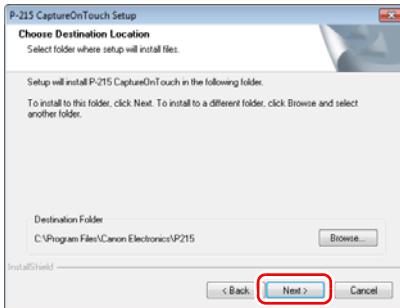 P-215 CaptureOnTouch Setup
Choose Destination Location
Select folder where setup will install files.
Setup will install P-215 CaptureOnTouch in the following folder.
To install to this folder, click Next. To install to a different folder, click Browse and select
another folder.
Destination Folder
C:\Program Files\Canon Electronics\P215
Browse...
InstallShield
< Back
Next >
Cancel